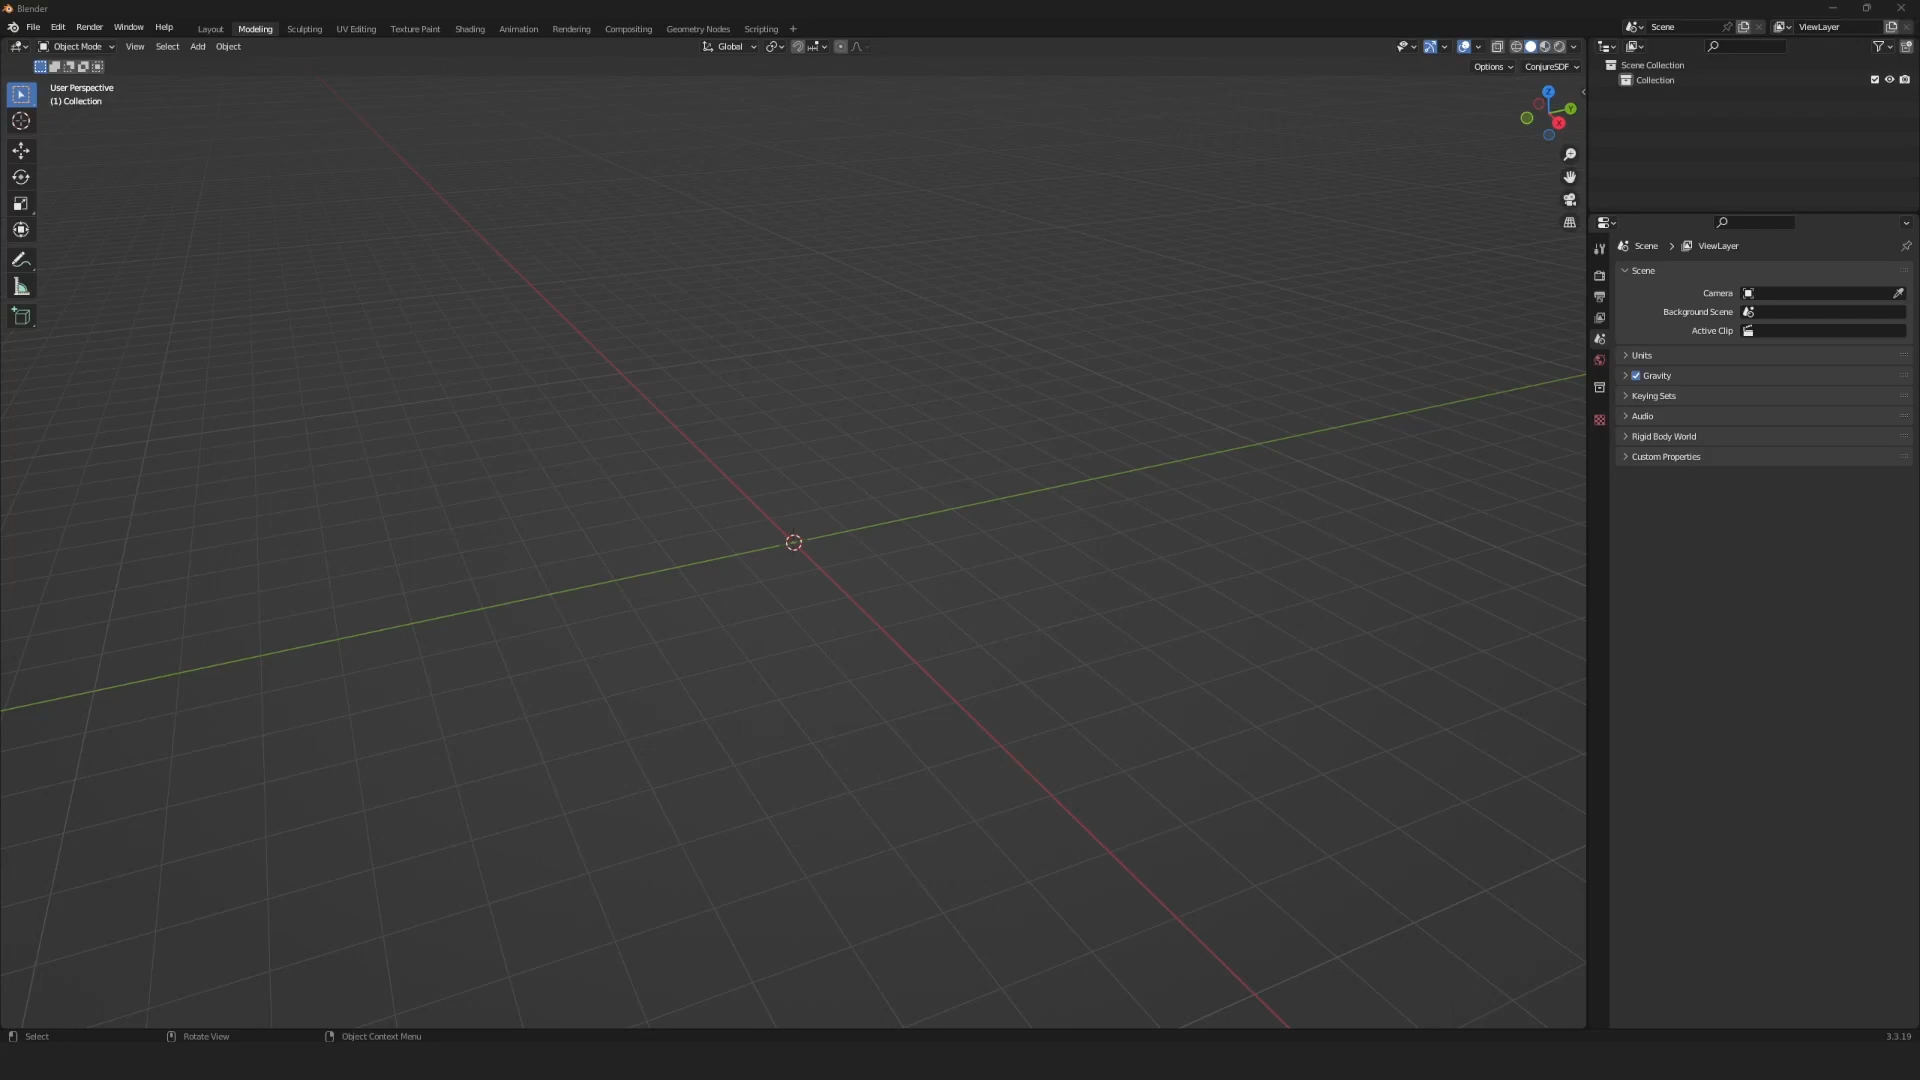 Blender
File Edit Render Window Help Layout Modeling Sculpting UV Editing Texture Paint Shading Animation Rendering Compositing Geometry Nodes Scripting + Scene ViewLayer
Object Mode View Select Add Object Global
Options ConjureSDF
User Perspective
(1) Collection
Z
Y
X
Scene Collection
Collection
Scene > ViewLayer
Scene
Camera
Background Scene
Active Clip
Units
Gravity
Keying Sets
Audio
Rigid Body World
Custom Properties
Select Rotate View Object Context Menu 3.3.19